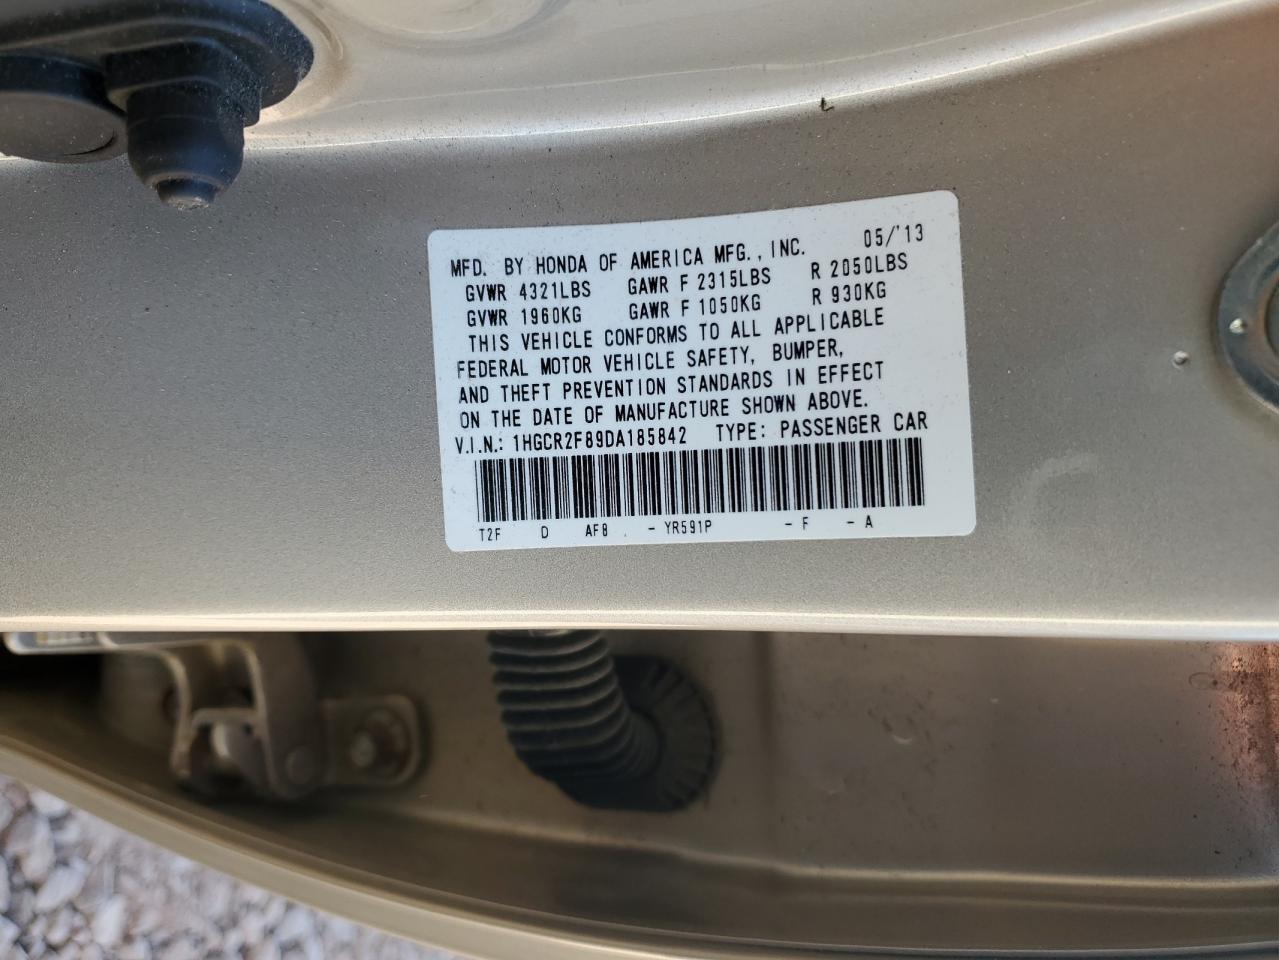 MFD. BY HONDA OF AMERICA MFG., INC. 05/'13
GVWR 4321LBS GAWR F 2315LBS R 2050LBS
GVWR 1960KG GAWR F 1050KG R 930KG
THIS VEHICLE CONFORMS TO ALL APPLICABLE
FEDERAL MOTOR VEHICLE SAFETY, BUMPER,
AND THEFT PREVENTION STANDARDS IN EFFECT
ON THE DATE OF MANUFACTURE SHOWN ABOVE.
V.I.N.: 1HGCR2F89DA185842 TYPE: PASSENGER CAR
T2F D AF8 - YR591P - F - A